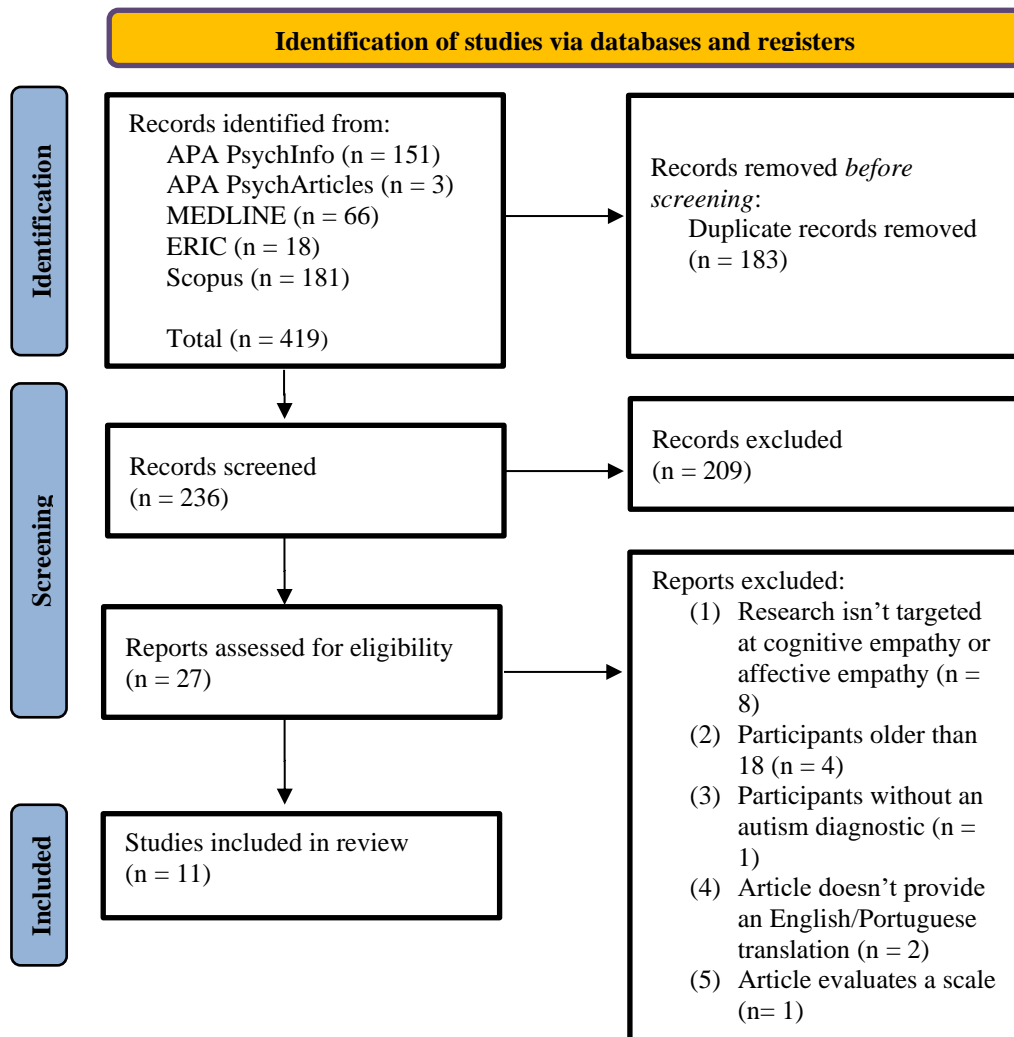 Identification of studies via databases and registers
Identification
Records identified from:
APA PsychInfo (n = 151)
APA PsychArticles (n = 3)
MEDLINE (n = 66)
ERIC (n = 18)
Scopus (n = 181)
Total (n = 419)
Records removed before
screening:
Duplicate records removed
(n = 183)
Screening
Records screened
(n = 236)
Records excluded
(n = 209)
Reports assessed for eligibility
(n = 27)
Reports excluded:
(1) Research isn’t targeted
at cognitive empathy or
affective empathy (n =
8)
(2) Participants older than
18 (n = 4)
(3) Participants without an
autism diagnostic (n =
1)
(4) Article doesn’t provide
an English/Portuguese
translation (n = 2)
(5) Article evaluates a scale
(n= 1)
Included
Studies included in review
(n = 11)